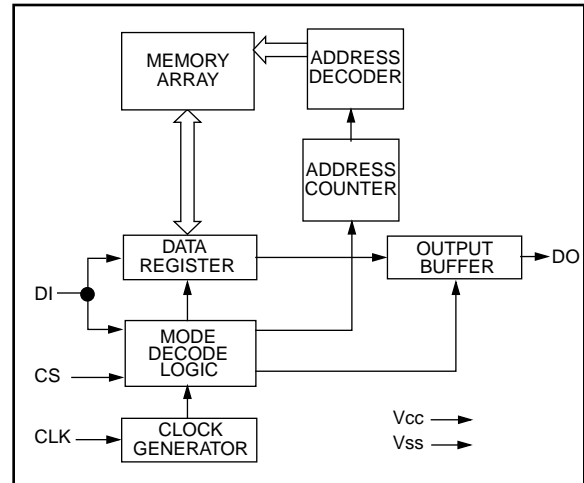 MEMORY
ARRAY
ADDRESS
DECODER
ADDRESS
COUNTER
DATA
REGISTER
OUTPUT
BUFFER
DO
DI
MODE
DECODE
LOGIC
CS
CLK
CLOCK
GENERATOR
Vcc
Vss